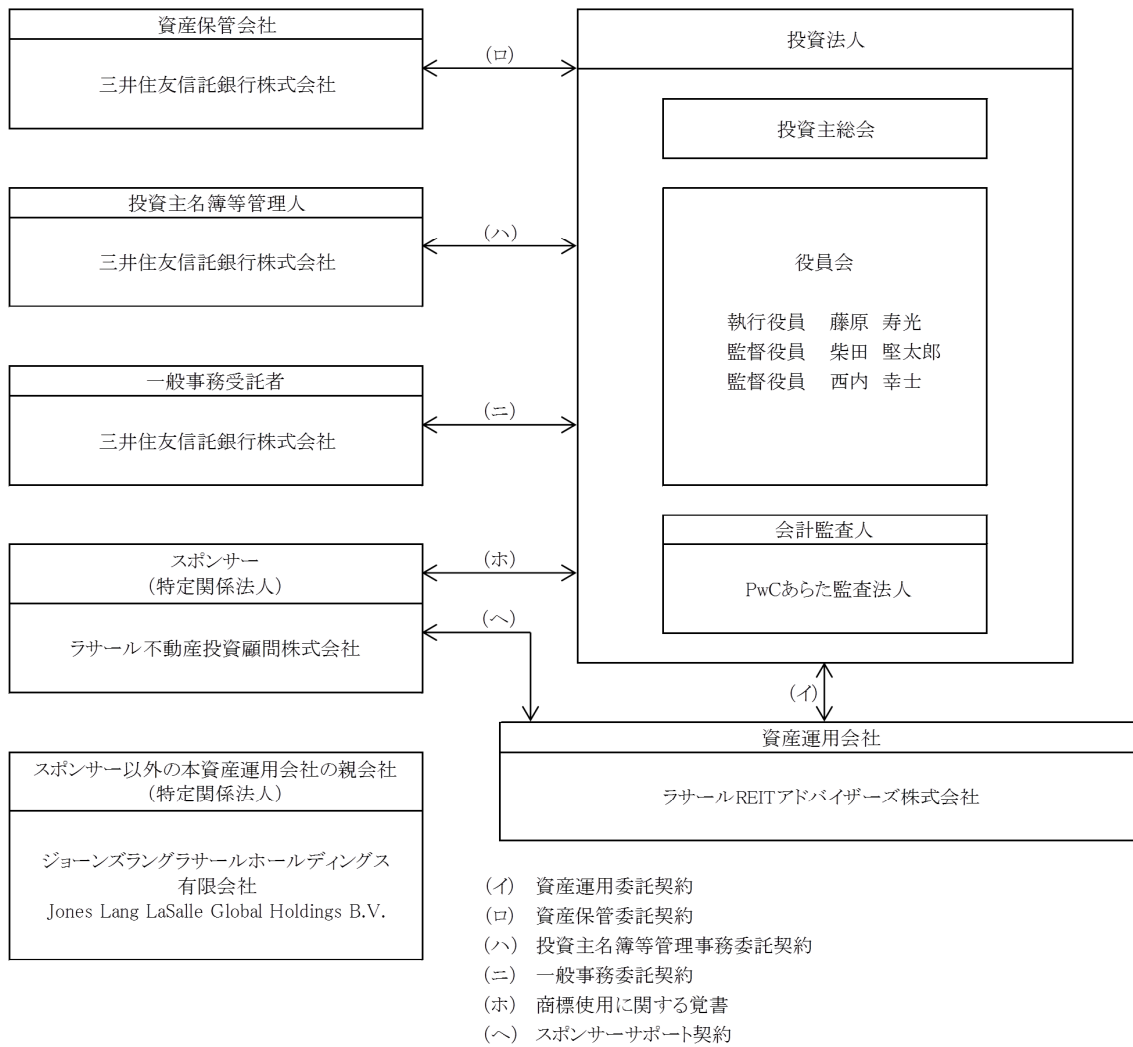 資産保管会社
三井住友信託銀行株式会社
(ロ)
投資主名簿等管理人
三井住友信託銀行株式会社
(ハ)
一般事務受託者
三井住友信託銀行株式会社
(ニ)
スポンサー
(特定関係法人)
ラサール不動産投資顧問株式会社
(ホ)
(ヘ)
スポンサー以外の本資産運用会社の親会社
(特定関係法人)
ジョーンズラングラサールホールディングス
有限会社
Jones Lang LaSalle Global Holdings B.V.
投資法人
投資主総会
役員会
執行役員 藤原 寿光
監督役員 柴田 堅太郎
監督役員 西内 幸士
会計監査人
PwCあらた監査法人
(イ)
資産運用会社
ラサールREITアドバイザーズ株式会社
(イ) 資産運用委託契約
(ロ) 資産保管委託契約
(ハ) 投資主名簿等管理事務委託契約
(ニ) 一般事務委託契約
(ホ) 商標使用に関する覚書
(ヘ) スポンサーサポート契約